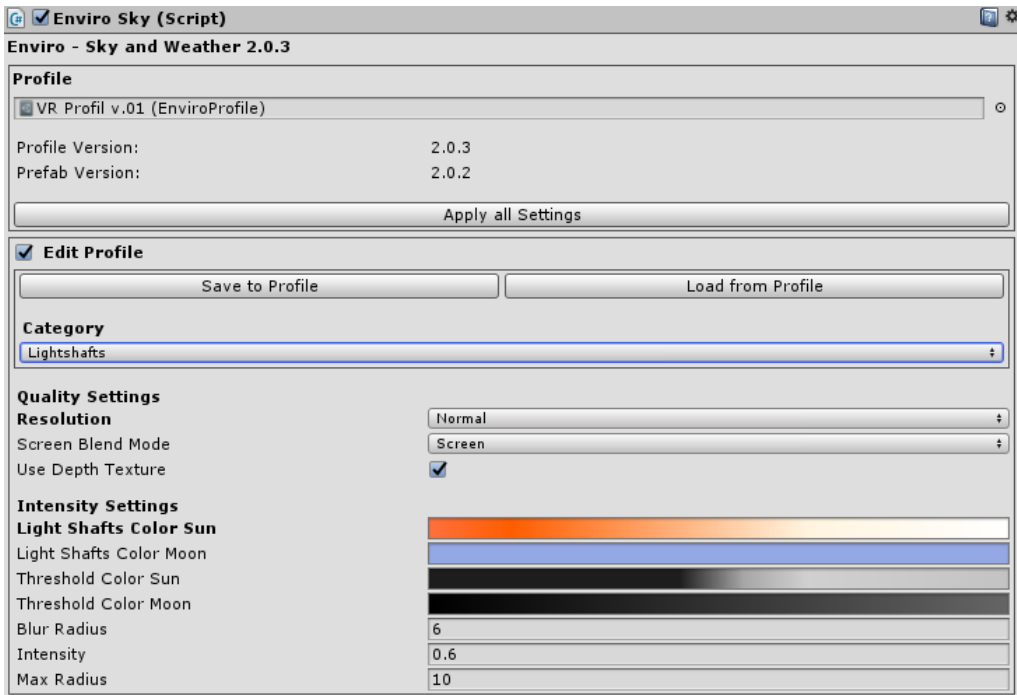 Enviro Sky (Script)
Enviro - Sky and Weather 2.0.3
Profile
VR Profil v.01 (EnviroProfile)
Profile Version: 2.0.3
Prefab Version: 2.0.2
Apply all Settings
Edit Profile
Save to Profile Load from Profile
Category
Lightshafts
Quality Settings
Resolution Normal
Screen Blend Mode Screen
Use Depth Texture
Intensity Settings
Light Shafts Color Sun
Light Shafts Color Moon
Threshold Color Sun
Threshold Color Moon
Blur Radius 6
Intensity 0.6
Max Radius 10